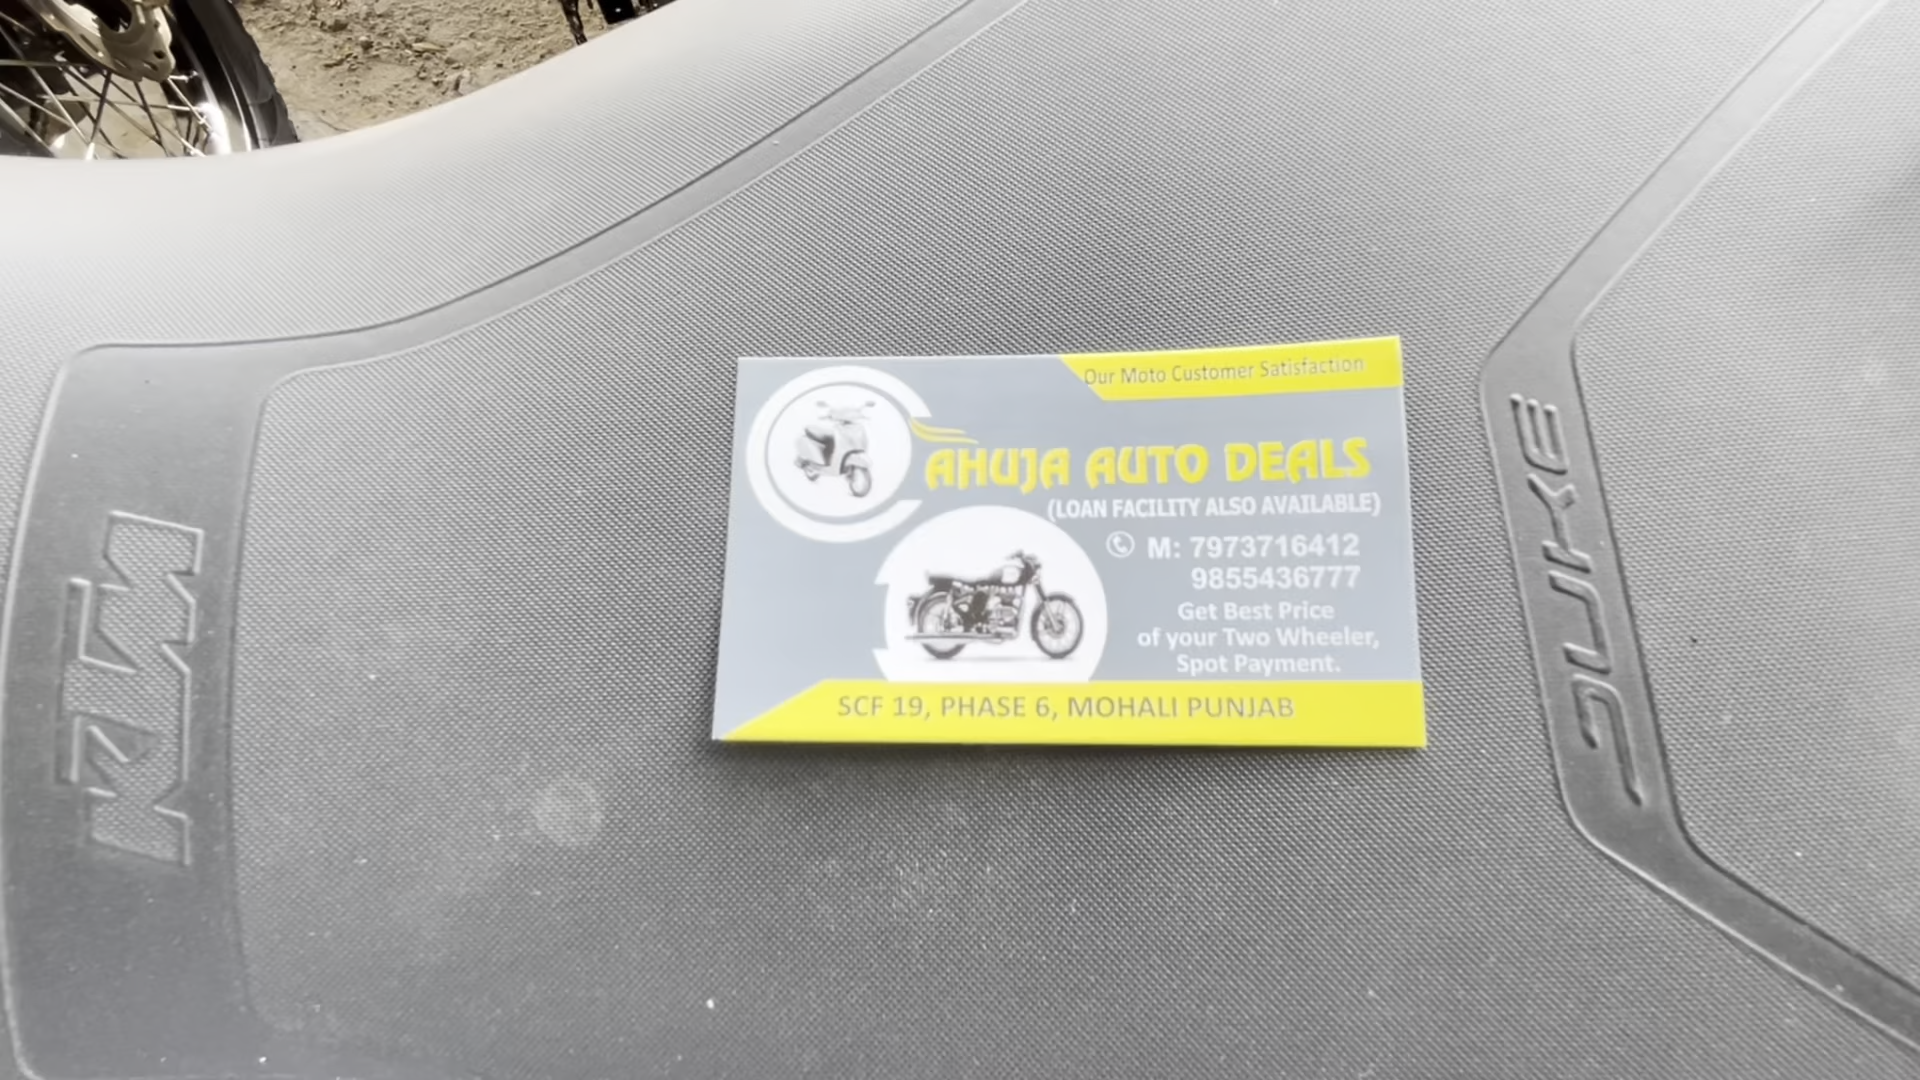 Our Moto Customer Satisfaction
AHUJA AUTO DEALS
(LOAN FACILITY ALSO AVAILABLE)
M: 7973716412
9855436777
Get Best Price
of your Two Wheeler,
Spot Payment.
SCF 19, PHASE 6, MOHALI PUNJAB
KTM
DUKE